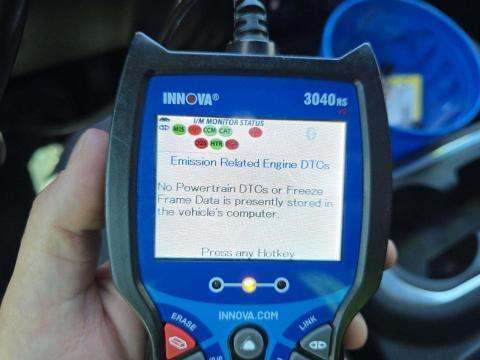 INNOVA®
3040RS
I/M MONITOR STATUS
MIS CCM CAT
O2S HTR
Emission Related Engine DTCs
No Powertrain DTCs or Freeze
Frame Data is presently stored in
the vehicle's computer.
Press any Hotkey
INNOVA.COM
ERASE
LINK